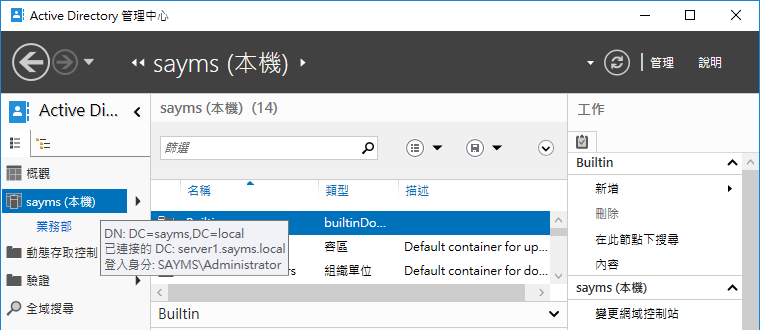 Active Directory 管理中心
sayms (本機)
管理
說明
Active Di...
sayms (本機) (14)
工作
篩選
概觀
sayms (本機)
業務部
動態存取控制
驗證
全域搜尋
名稱
類型
描述
builtinDo...
容區
Default container for up...
組織單位
Default container for do...
DN: DC=sayms,DC=local
已連接的 DC: server1.sayms.local
登入身分: SAYMS\Administrator
Builtin
Builtin
新增
刪除
在此節點下搜尋
內容
sayms (本機)
變更網域控制站